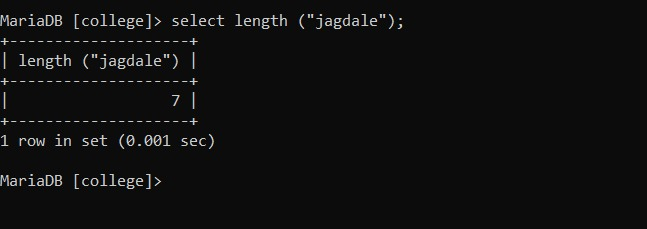 MariaDB [college]> select length ("jagdale");
+--------------------+
| length ("jagdale") |
+--------------------+
|                  7 |
+--------------------+
1 row in set (0.001 sec)
MariaDB [college]>